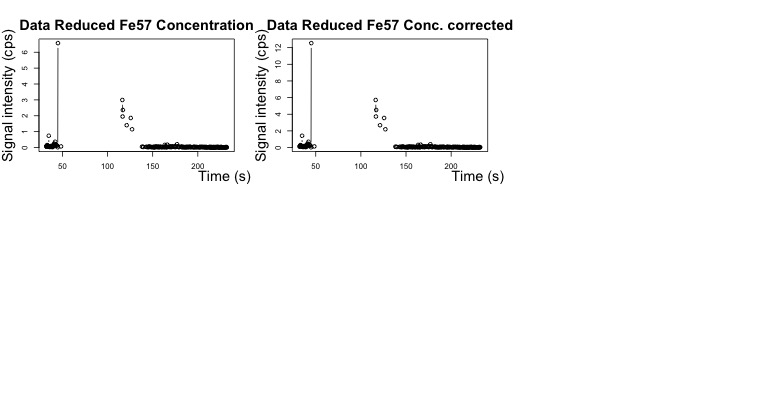 Data Reduced Fe57 Concentration
Signal intensity (cps)
6
5
4
3
2
1
0
50 100 150 200
Time (s)
Data Reduced Fe57 Conc. corrected
Signal intensity (cps)
12
10
8
6
4
2
0
50 100 150 200
Time (s)